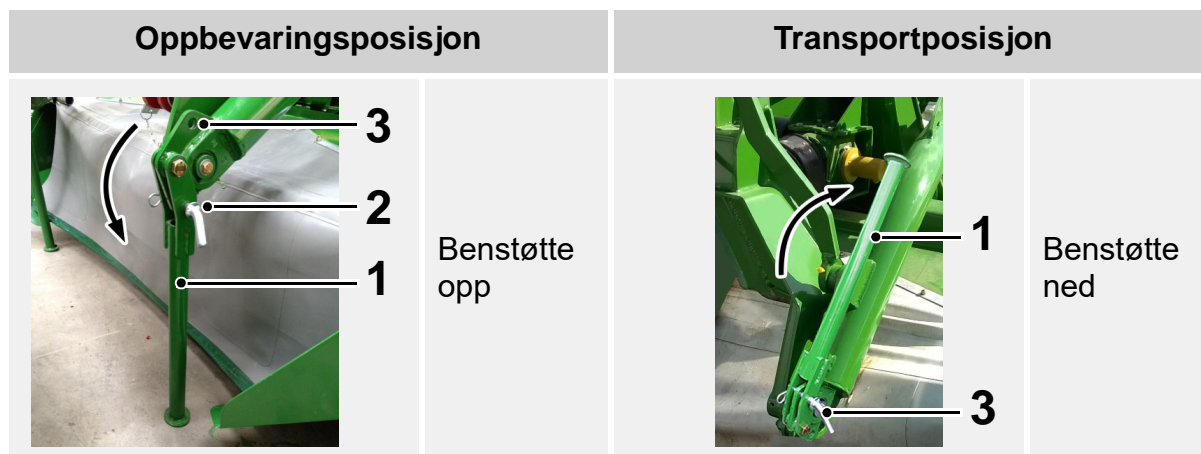 Oppbevaringsposisjon
Transportposisjon
3
2
1
Benstøtte
opp
1
3
Benstøtte
ned